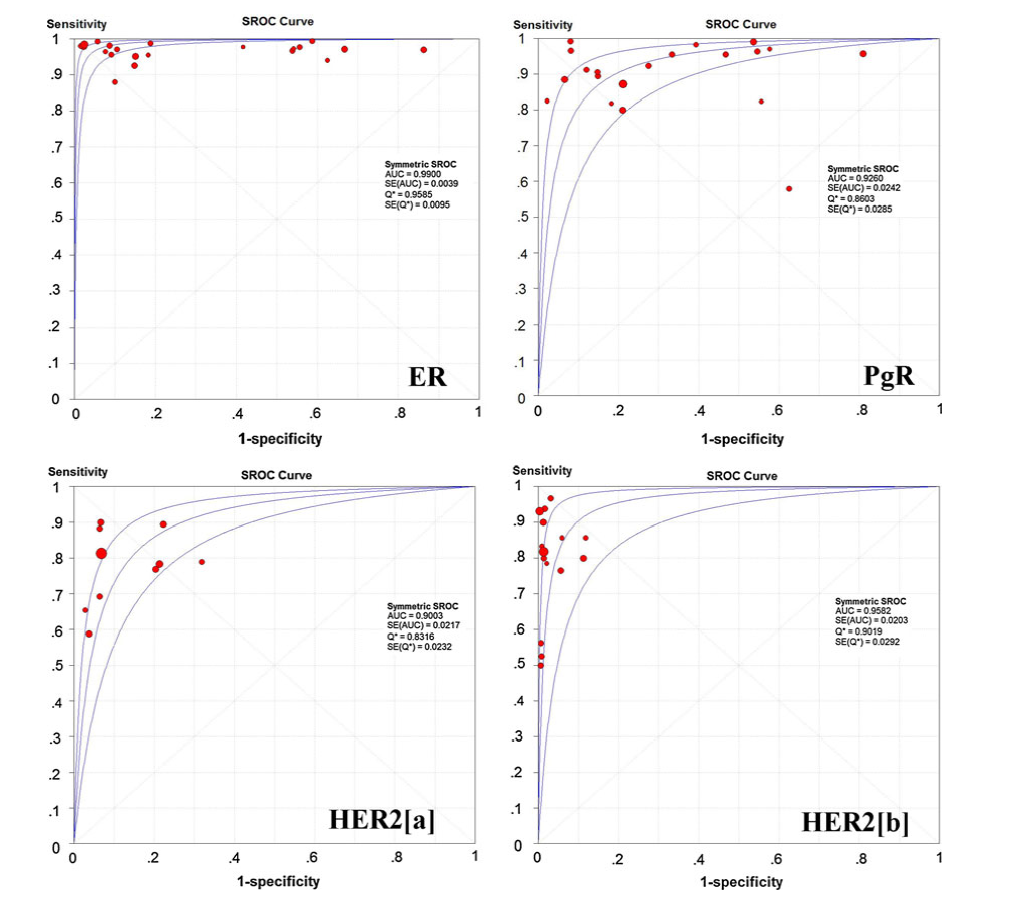 Sensitivity
SROC Curve
1
.9
.8
.7
.6
.5
.4
.3
.2
.1
0
Symmetric SROC
AUC = 0.9900
SE(AUC) = 0.0039
Q* = 0.9585
SE(Q*) = 0.0095
ER
0 .2 .4 .6 .8 1
1-specificity
Sensitivity
SROC Curve
1
.9
.8
.7
.6
.5
.4
.3
.2
.1
0
Symmetric SROC
AUC = 0.9260
SE(AUC) = 0.0242
Q* = 0.8603
SE(Q*) = 0.0285
PgR
0 .2 .4 .6 .8 1
1-specificity
Sensitivity
SROC Curve
1
.9
.8
.7
.6
.5
.4
.3
.2
.1
0
Symmetric SROC
AUC = 0.9003
SE(AUC) = 0.0217
Q* = 0.8316
SE(Q*) = 0.0232
HER2[a]
0 .2 .4 .6 .8 1
1-specificity
Sensitivity
SROC Curve
1
.9
.8
.7
.6
.5
.4
.3
.2
.1
0
Symmetric SROC
AUC = 0.9582
SE(AUC) = 0.0203
Q* = 0.9019
SE(Q*) = 0.0292
HER2[b]
0 .2 .4 .6 .8 1
1-specificity